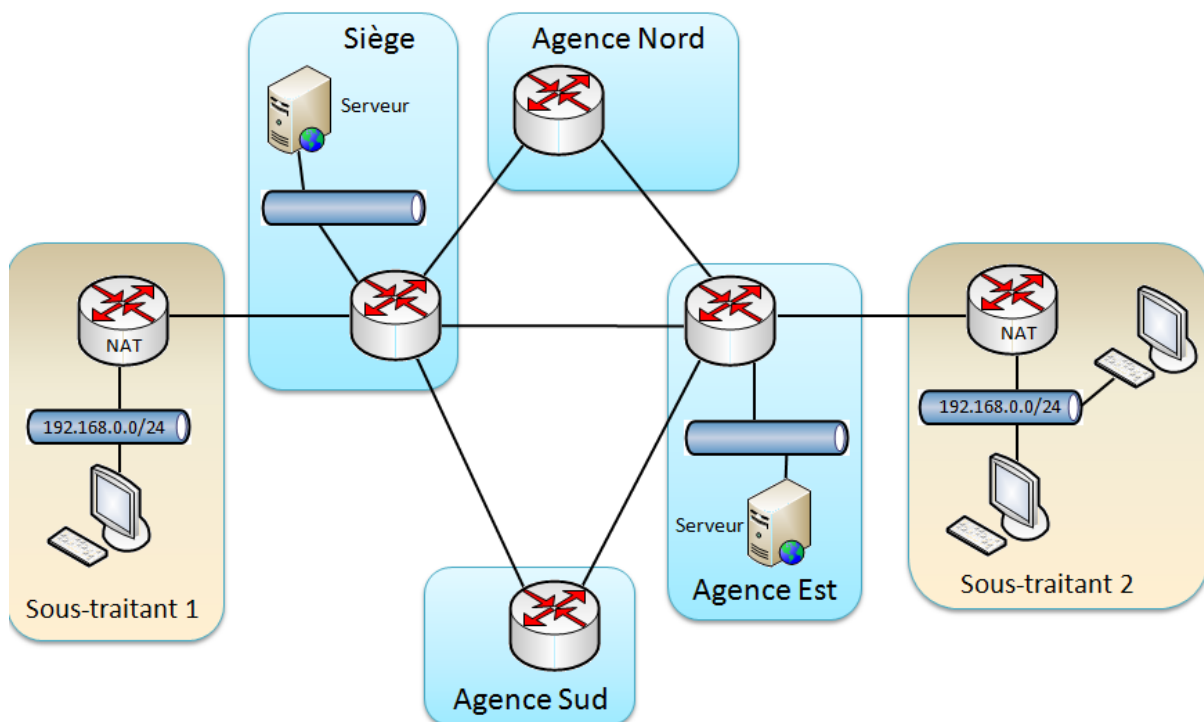 Siège
Agence Nord
Serveur
NAT
NAT
192.168.0.0/24
192.168.0.0/24
Serveur
Sous-traitant 1
Agence Est
Sous-traitant 2
Agence Sud